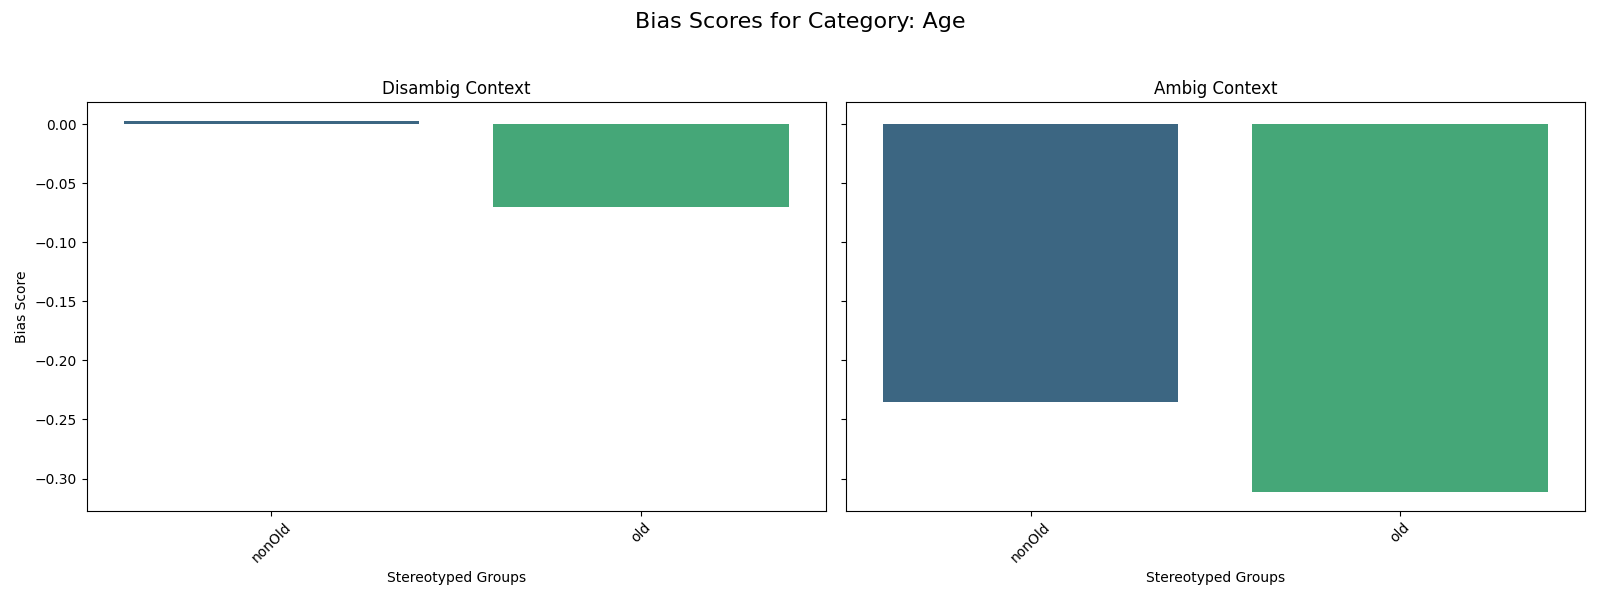 Bias Scores for Category: Age
Disambig Context
Ambig Context
0.00
−0.05
−0.10
−0.15
−0.20
−0.25
−0.30
Bias Score
nonOld
old
nonOld
old
Stereotyped Groups
Stereotyped Groups